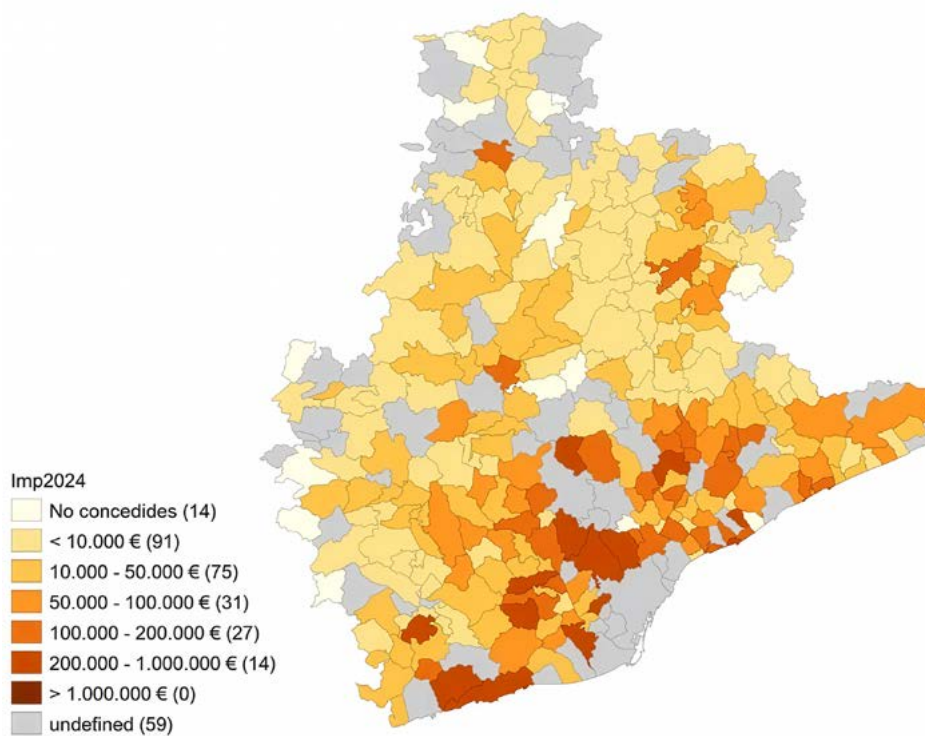 Imp2024
No concedides (14)
< 10.000 € (91)
10.000 - 50.000 € (75)
50.000 - 100.000 € (31)
100.000 - 200.000 € (27)
200.000 - 1.000.000 € (14)
> 1.000.000 € (0)
undefined (59)